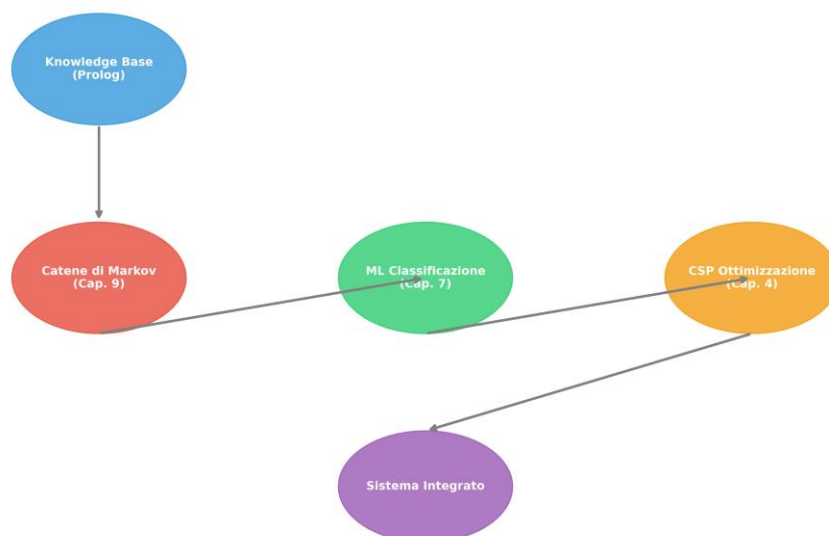 Knowledge Base
(Prolog)
Catene di Markov
(Cap. 9)
ML Classificazione
(Cap. 7)
CSP Ottimizzazione
(Cap. 4)
Sistema Integrato